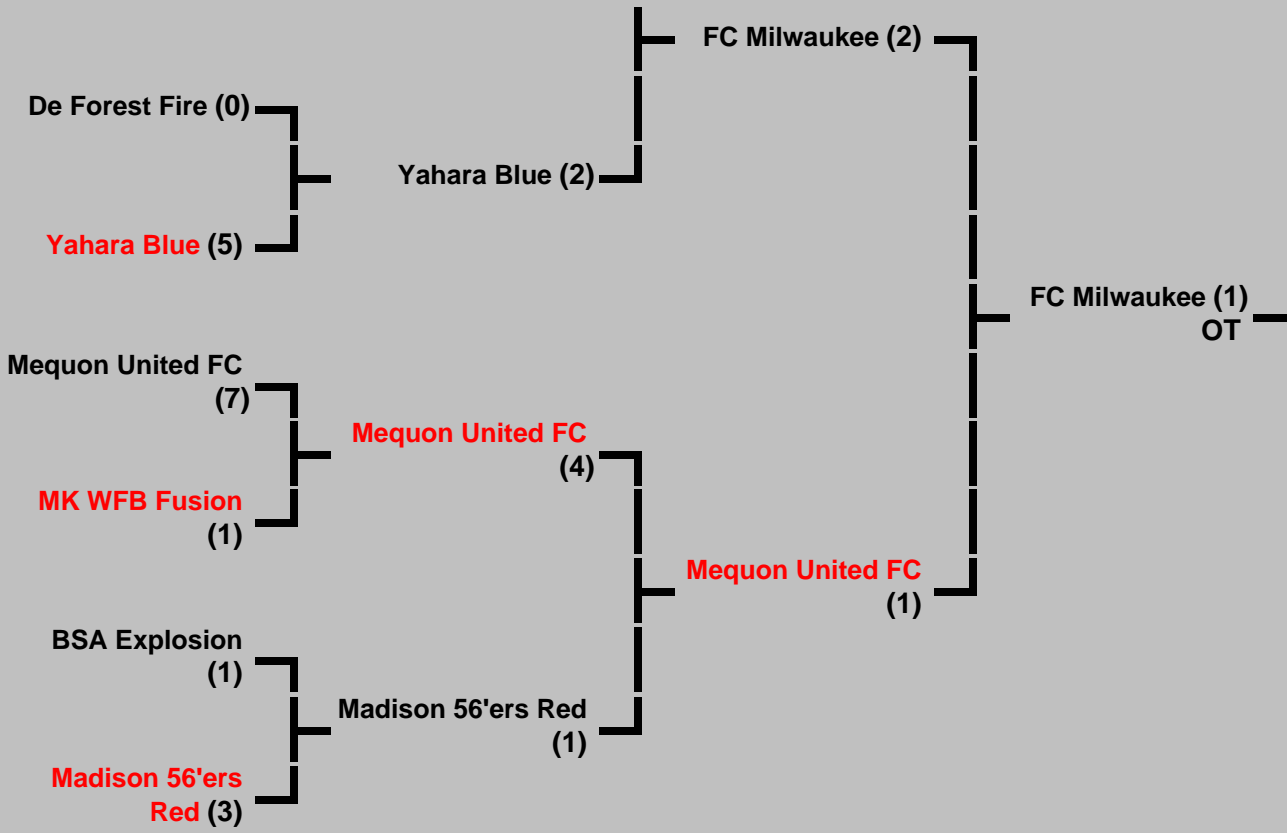 FC Milwaukee (2)
De Forest Fire (0)
Yahara Blue (2)
Yahara Blue (5)
FC Milwaukee (1)
OT
Mequon United FC
(7)
Mequon United FC
(4)
MK WFB Fusion
(1)
Mequon United FC
(1)
BSA Explosion
(1)
Madison 56'ers Red
(1)
Madison 56'ers
Red (3)